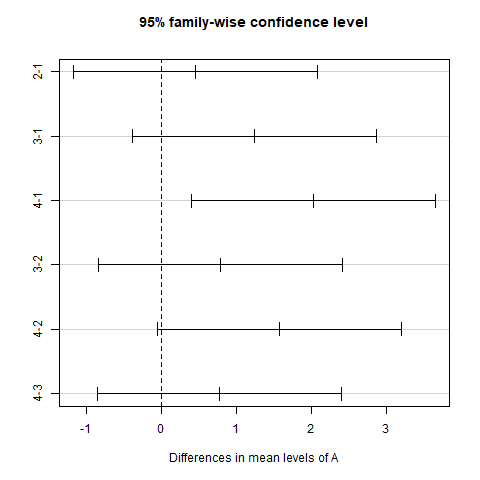 95% family-wise confidence level
2-1
3-1
4-1
3-2
4-2
4-3
-1 0 1 2 3
Differences in mean levels of A